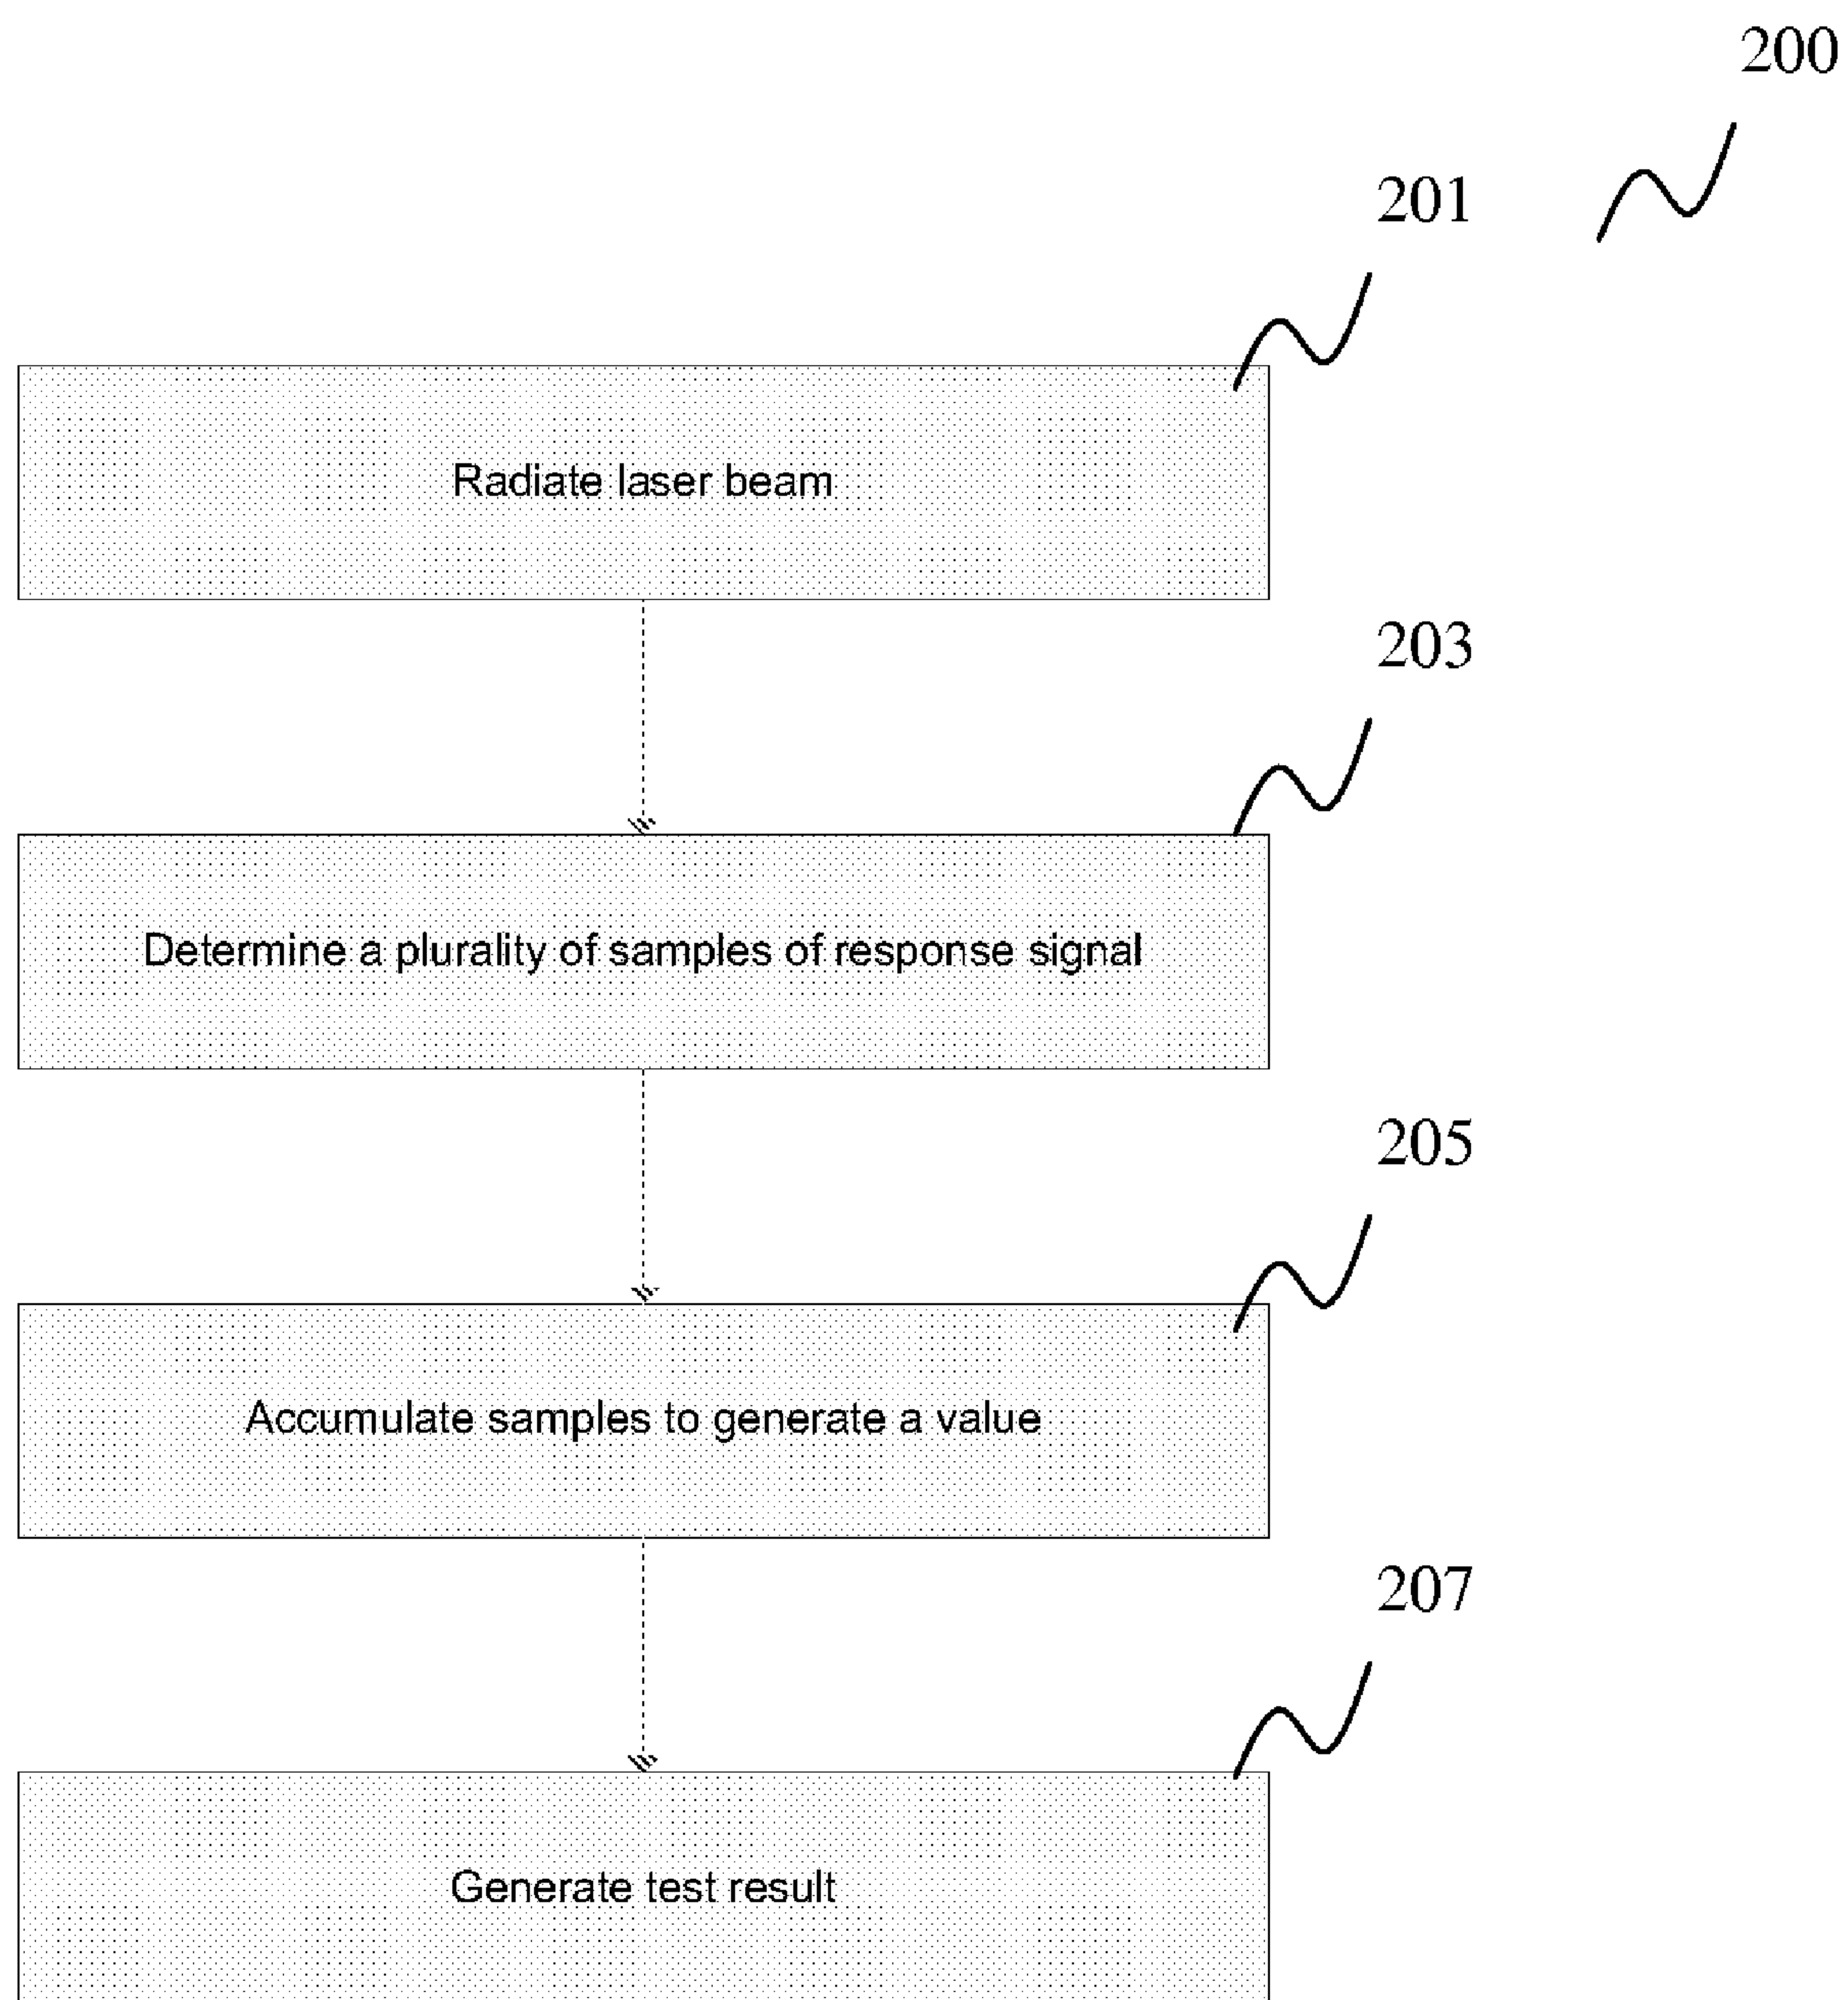 200
201
Radiate laser beam
203
Determine a plurality of samples of response signal
205
Accumulate samples to generate a value
207
Generate test result